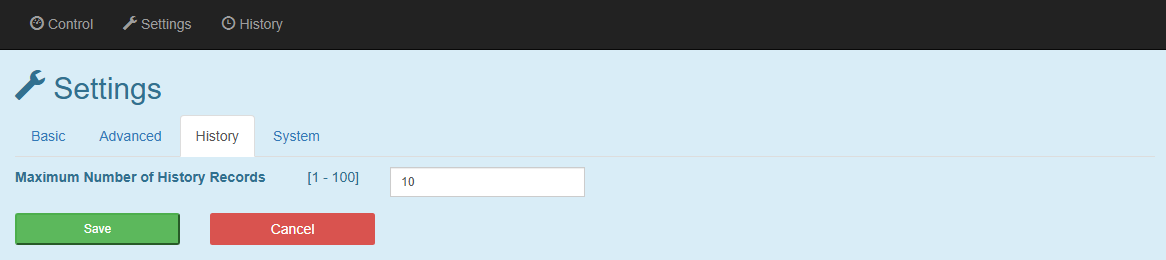 Control Settings History
Settings
Basic Advanced History System
Maximum Number of History Records [1 - 100] 10
Save Cancel